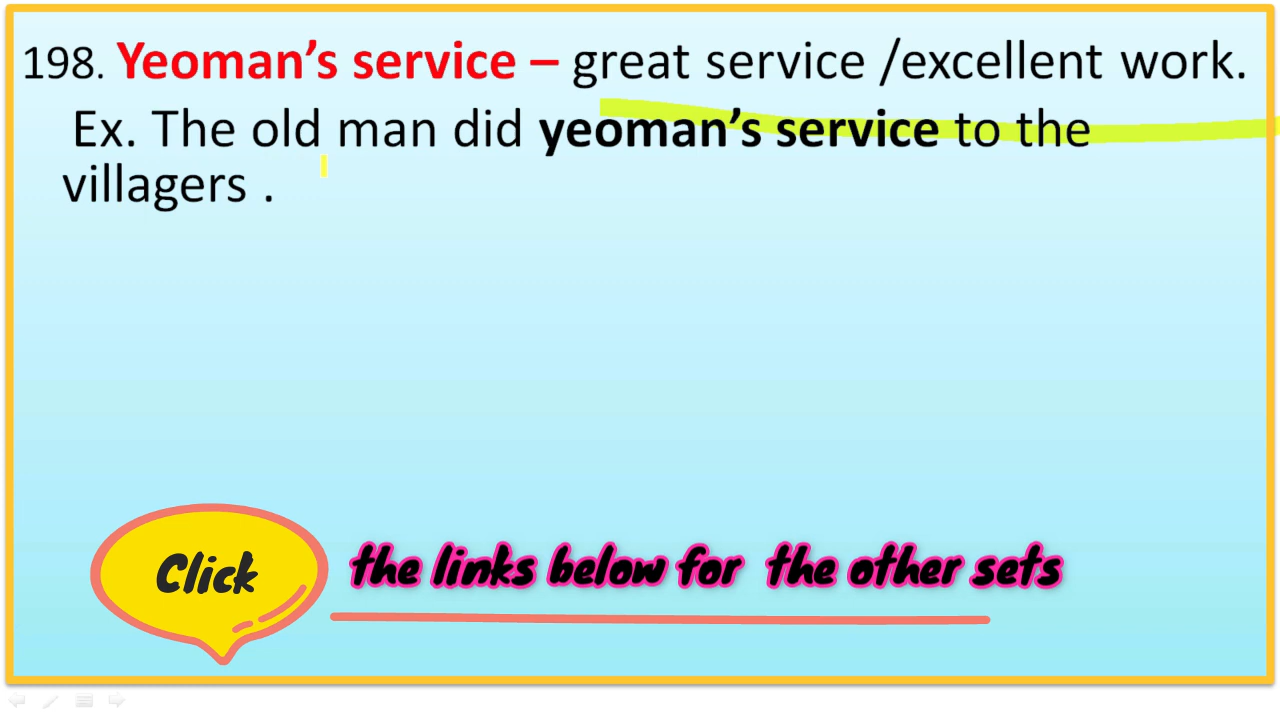 198. Yeoman’s service – great service /excellent work.
Ex. The old man did yeoman’s service to the
villagers .
Click the links below for the other sets